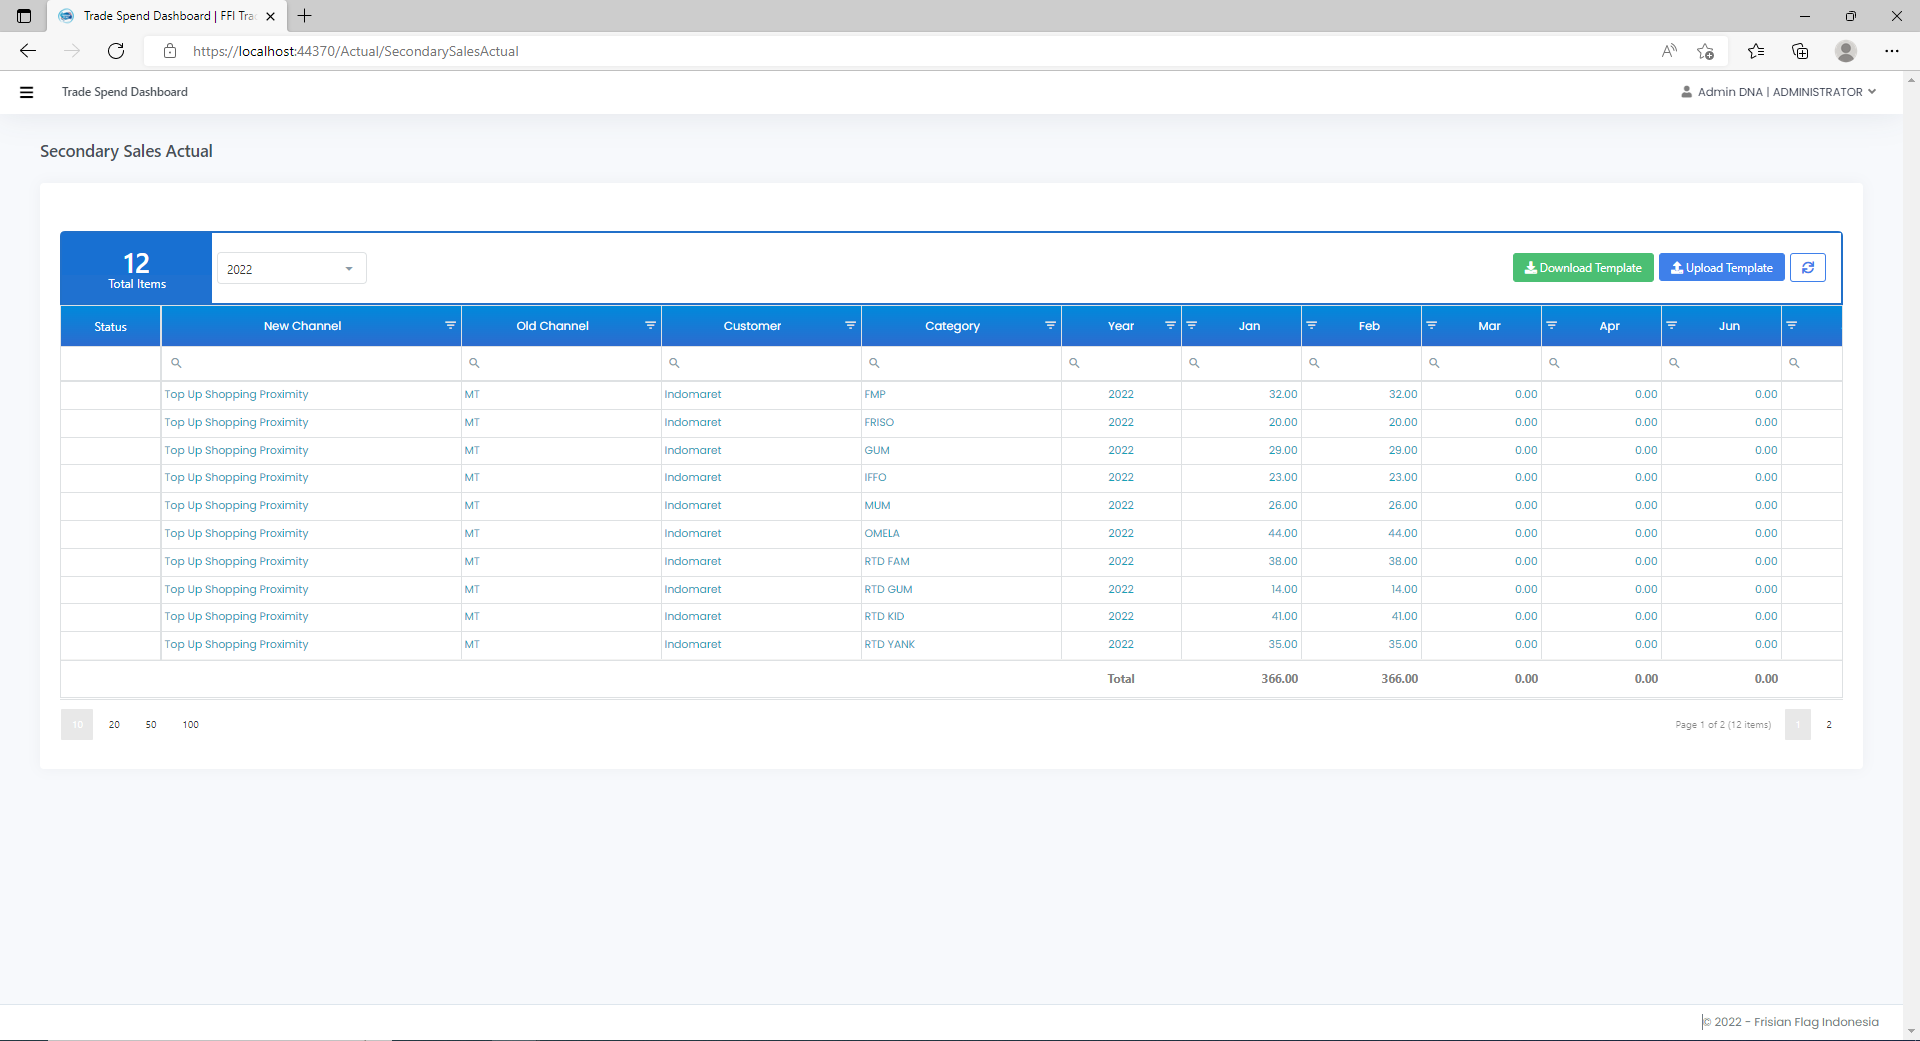 Trade Spend Dashboard | FFI Tra
https://localhost:44370/Actual/SecondarySalesActual
Trade Spend Dashboard
Admin DNA | ADMINISTRATOR
Secondary Sales Actual
12
Total Items
2022
Download Template Upload Template
Status New Channel Old Channel Customer Category Year Jan Feb Mar Apr Jun
Top Up Shopping Proximity MT Indomaret FMP 2022 32.00 32.00 0.00 0.00 0.00
Top Up Shopping Proximity MT Indomaret FRISO 2022 20.00 20.00 0.00 0.00 0.00
Top Up Shopping Proximity MT Indomaret GUM 2022 29.00 29.00 0.00 0.00 0.00
Top Up Shopping Proximity MT Indomaret IFFO 2022 23.00 23.00 0.00 0.00 0.00
Top Up Shopping Proximity MT Indomaret MUM 2022 26.00 26.00 0.00 0.00 0.00
Top Up Shopping Proximity MT Indomaret OMELA 2022 44.00 44.00 0.00 0.00 0.00
Top Up Shopping Proximity MT Indomaret RTD FAM 2022 38.00 38.00 0.00 0.00 0.00
Top Up Shopping Proximity MT Indomaret RTD GUM 2022 14.00 14.00 0.00 0.00 0.00
Top Up Shopping Proximity MT Indomaret RTD KID 2022 41.00 41.00 0.00 0.00 0.00
Top Up Shopping Proximity MT Indomaret RTD YANK 2022 35.00 35.00 0.00 0.00 0.00
Total 366.00 366.00 0.00 0.00 0.00
10 20 50 100
Page 1 of 2 (12 items) 1 2
© 2022 - Frisian Flag Indonesia